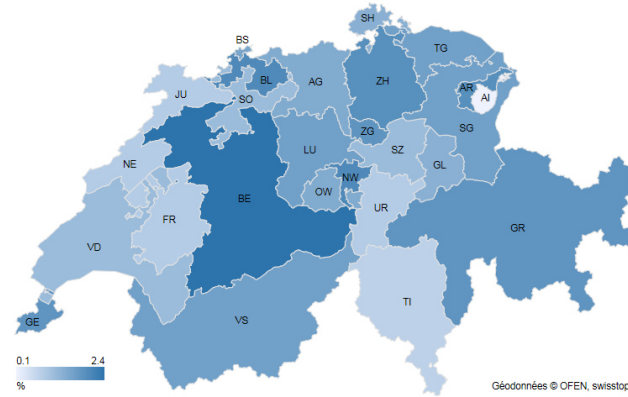 SH
BS
TG
BL
AG
ZH
JU
SO
AR
AI
ZG
SG
LU
SZ
NE
GL
NW
BE
OW
UR
FR
GR
VD
TI
GE
VS
0.1 2.4
%
Géodonnées © OFEN, swisstop